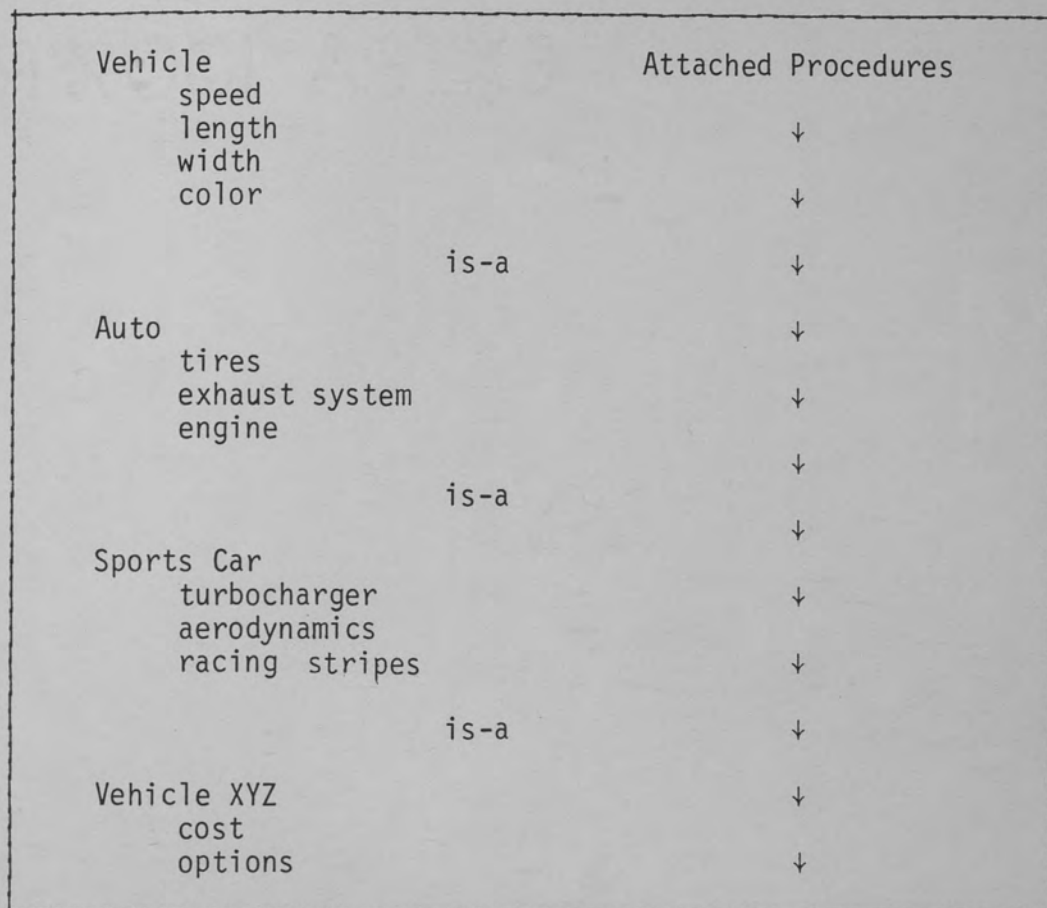 Vehicle Attached Procedures
speed
length ↓
width
color ↓
is-a ↓
Auto ↓
tires
exhaust system ↓
engine
↓
is-a
↓
Sports Car
turbocharger ↓
aerodynamics
racing stripes ↓
is-a ↓
Vehicle XYZ ↓
cost
options ↓